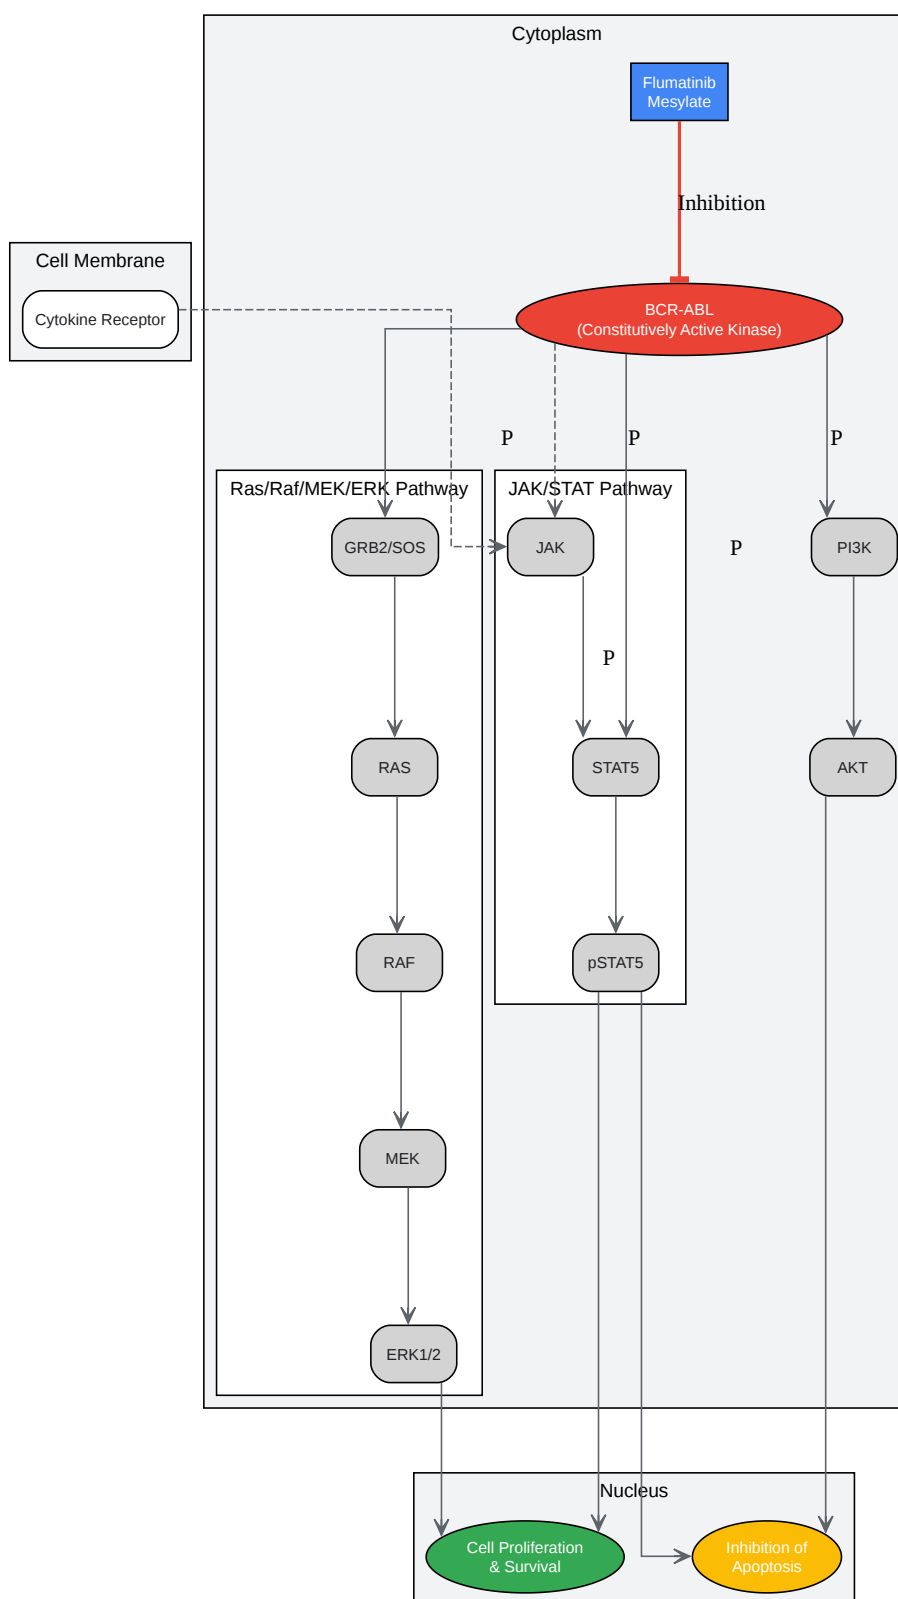 Cytoplasm
Flumatinib
Mesylate
Inhibition
Cell Membrane
Cytokine Receptor
BCR-ABL
(Constitutively Active Kinase)
P
P
P
Ras/Raf/MEK/ERK Pathway
JAK/STAT Pathway
GRB2/SOS
JAK
P
PI3K
P
RAS
STAT5
AKT
RAF
pSTAT5
MEK
ERK1/2
Nucleus
Cell Proliferation
& Survival
Inhibition of
Apoptosis